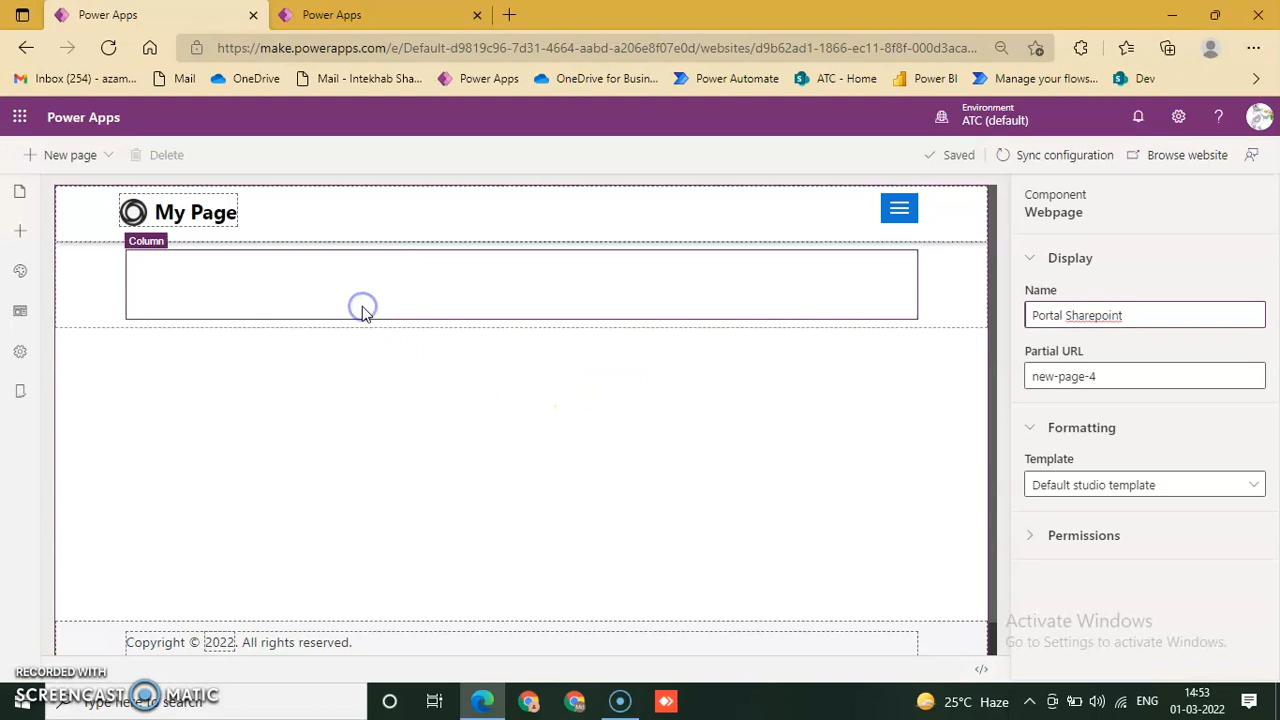 Power Apps
Power Apps
https://make.powerapps.com/e/Default-d9819c96-7d31-4664-aabd-a206e8f07e0d/websites/d9b62ad1-1866-ec11-8f8f-000d3aca...
Inbox (254) - azam...
Mail
OneDrive
Mail - Intekhab Sha...
Power Apps
OneDrive for Busin...
Power Automate
ATC - Home
Power BI
Manage your flows...
Dev
Power Apps
Environment
ATC (default)
New page
Delete
Saved
Sync configuration
Browse website
My Page
Column
Component
Webpage
Display
Name
Portal Sharepoint
Partial URL
new-page-4
Formatting
Template
Default studio template
Permissions
Copyright © 2022. All rights reserved.
Activate Windows
Go to Settings to activate Windows.
RECORDED WITH
SCREENCAST MATIC
Type here to search
25°C Haze
ENG
14:53
01-03-2022